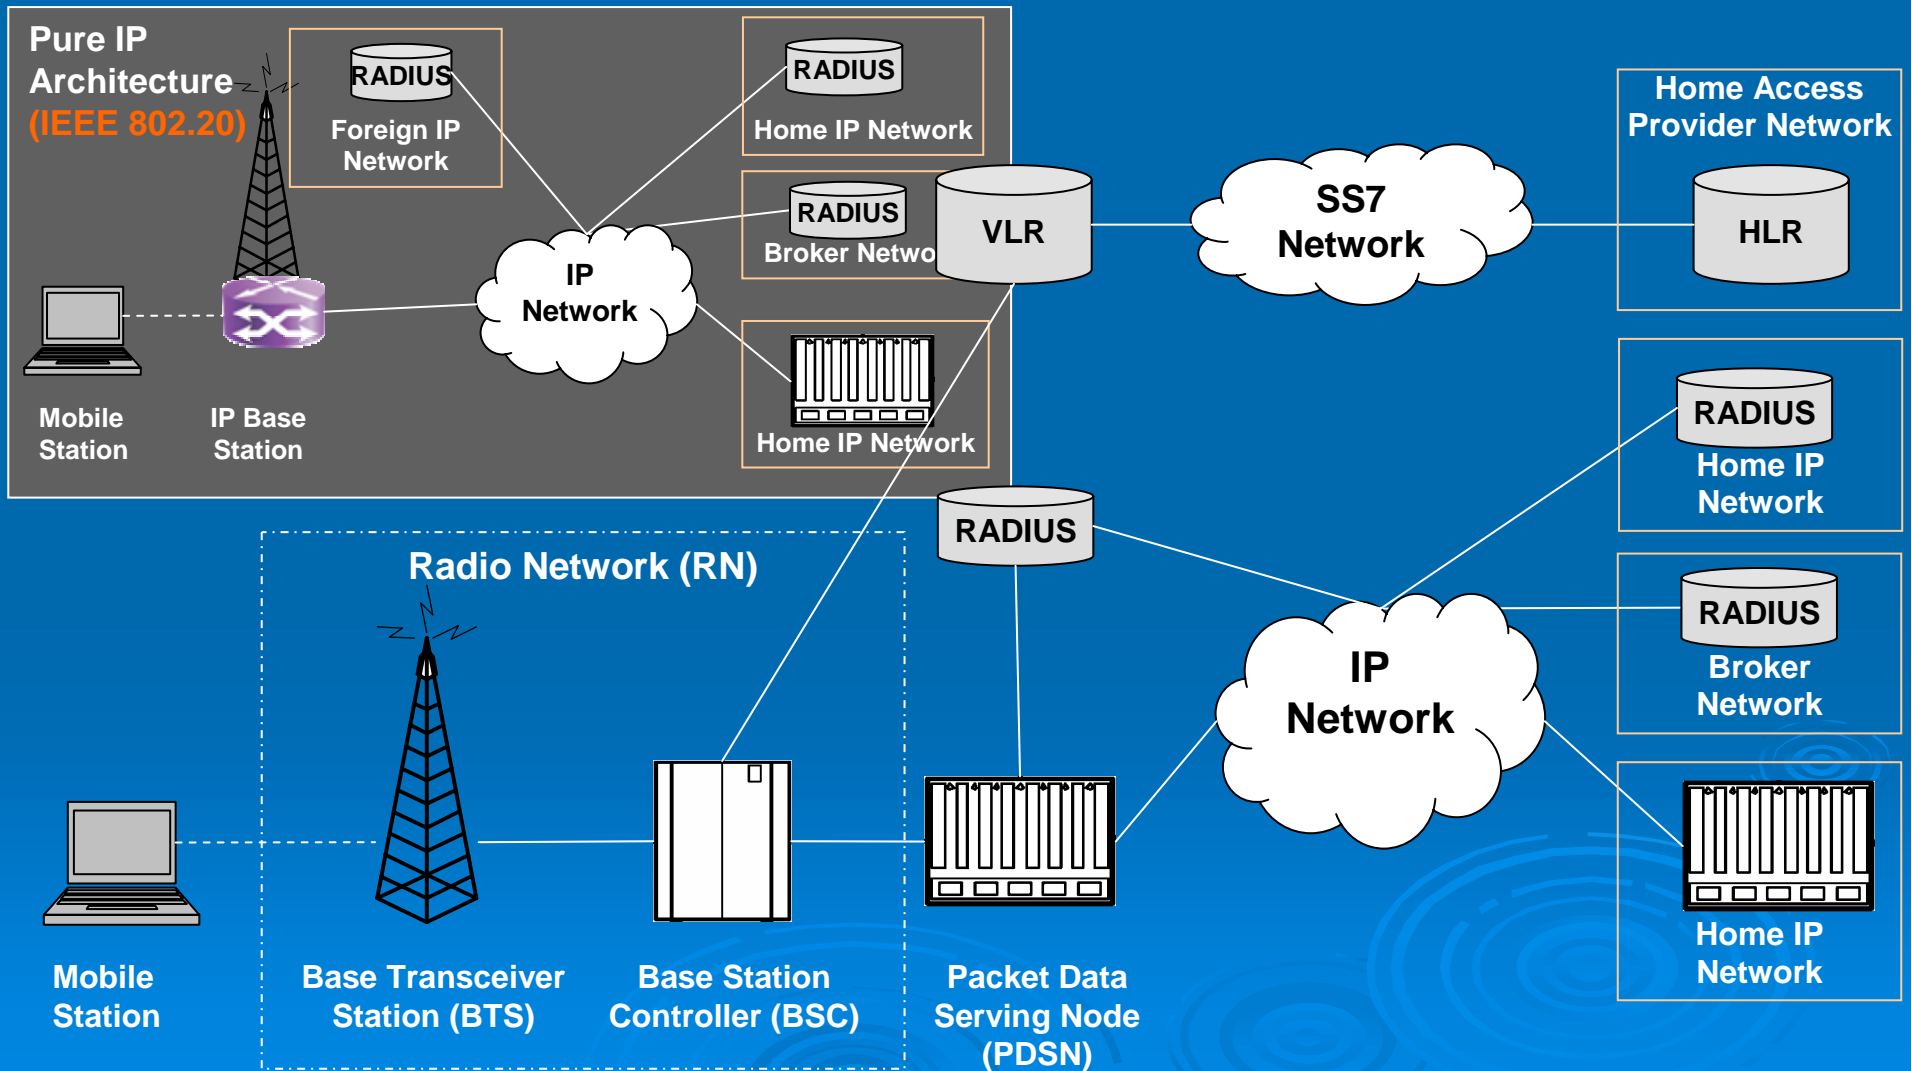 Pure IP
Architecture
(IEEE 802.20)
RADIUS
Foreign IP
Network
RADIUS
Home IP Network
RADIUS
Broker Netwo
IP
Network
Home IP Network
Mobile
Station
IP Base
Station
VLR
SS7
Network
Home Access
Provider Network
HLR
RADIUS
Home IP
Network
RADIUS
Broker
Network
RADIUS
IP
Network
Home IP
Network
Radio Network (RN)
Mobile
Station
Base Transceiver
Station (BTS)
Base Station
Controller (BSC)
Packet Data
Serving Node
(PDSN)